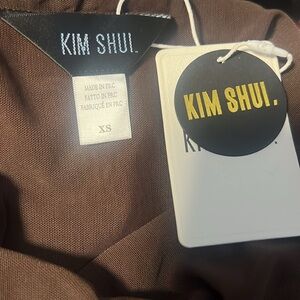 KIM SHUI.
MADE IN PRC
FATTO IN PRC
FABRIQUÉ EN PRC
XS
KIM SHUI.